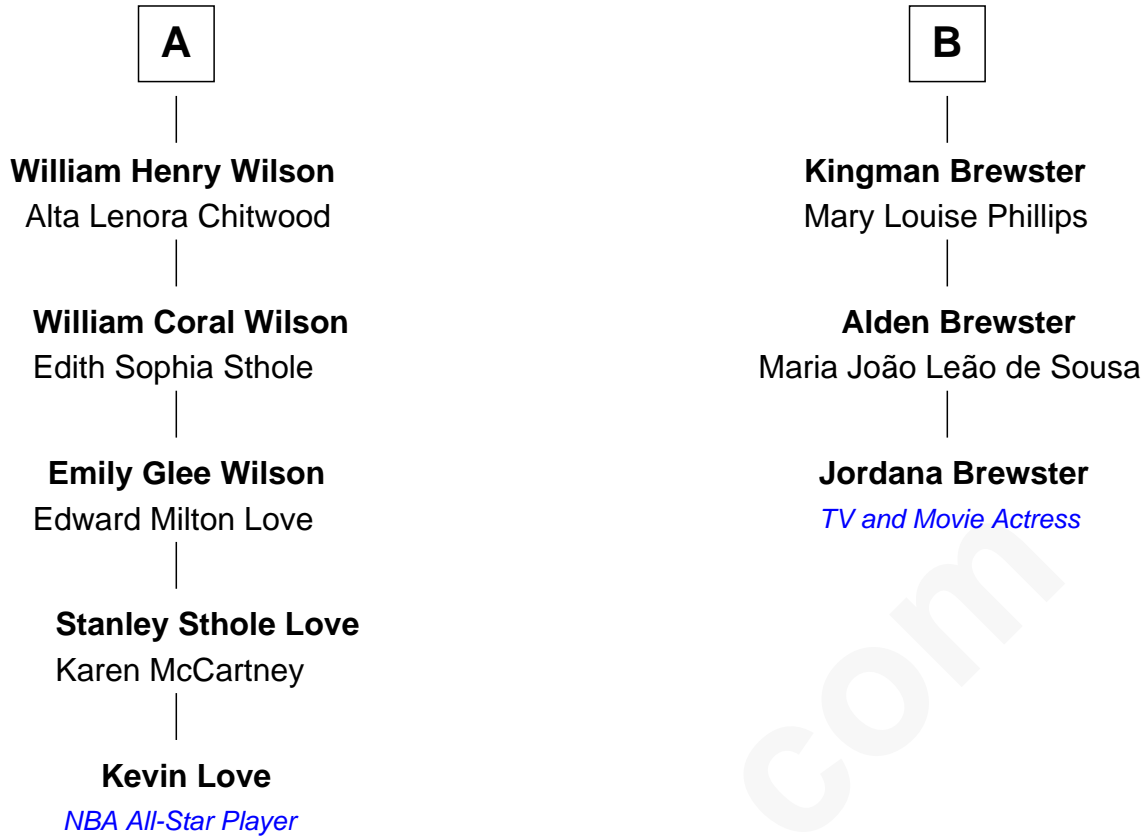 A
William Henry Wilson
Alta Lenora Chitwood
William Coral Wilson
Edith Sophia Sthole
Emily Glee Wilson
Edward Milton Love
Stanley Sthole Love
Karen McCartney
Kevin Love
NBA All-Star Player
B
Kingman Brewster
Mary Louise Phillips
Alden Brewster
Maria João Leão de Sousa
Jordana Brewster
TV and Movie Actress
com